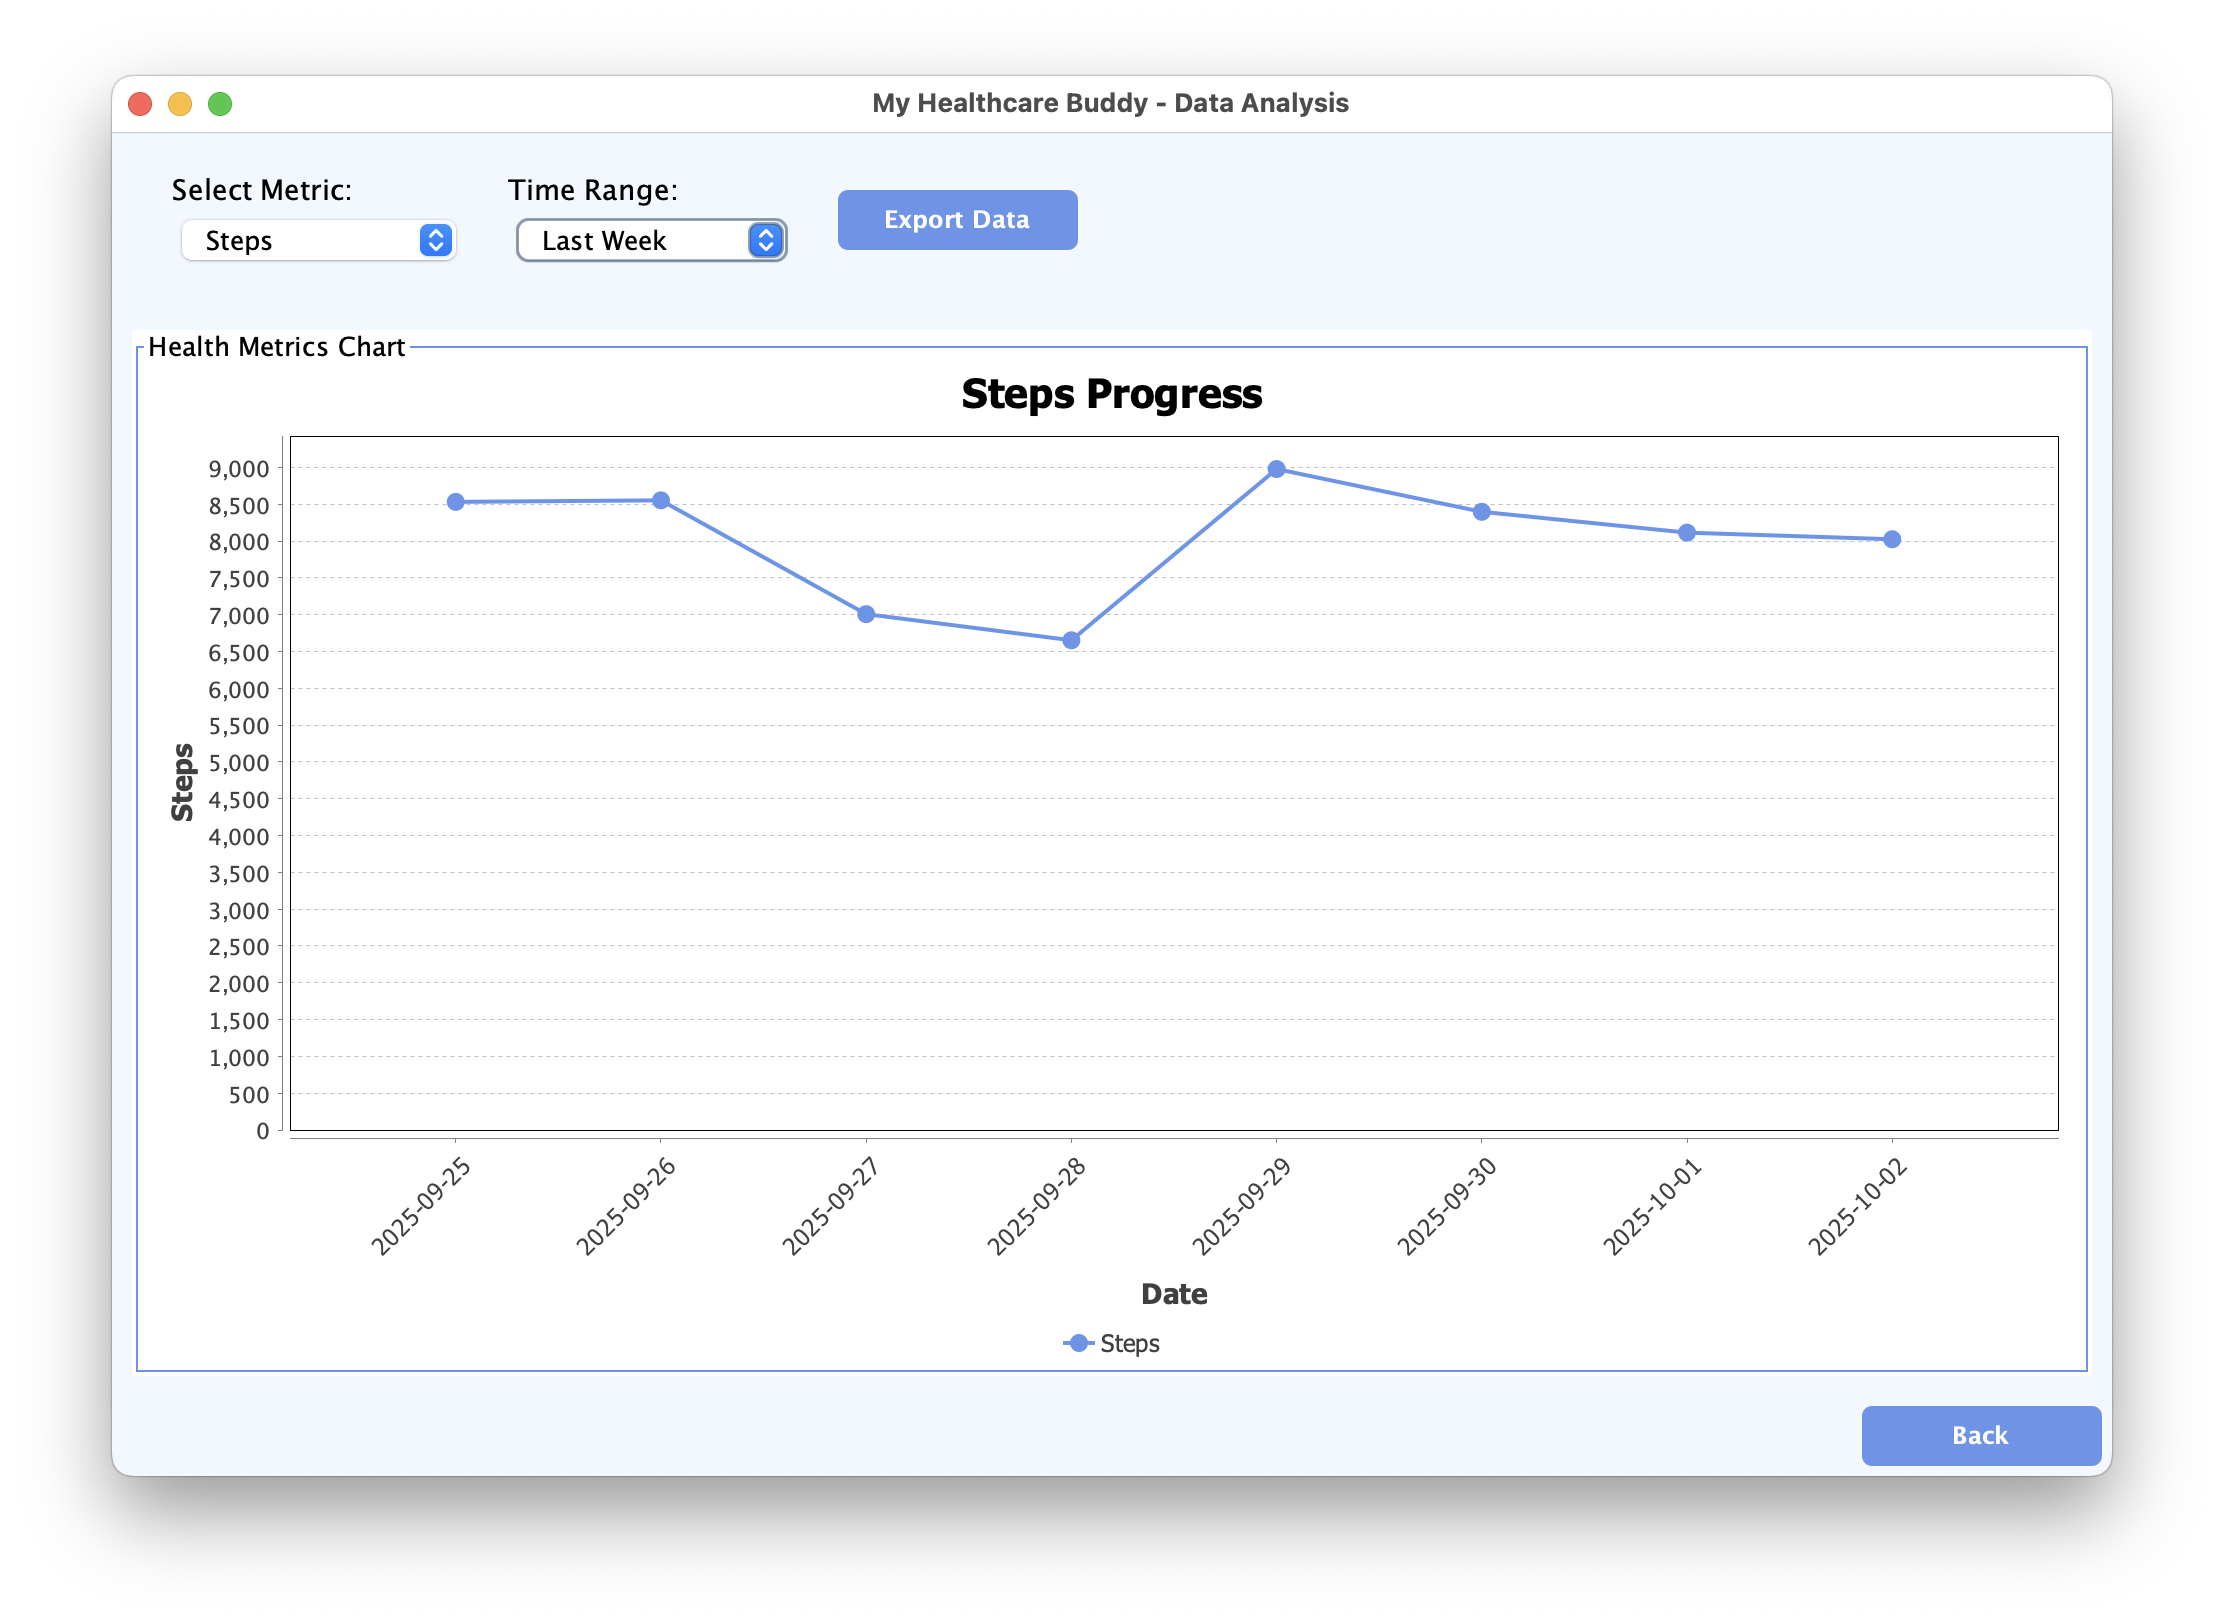 My Healthcare Buddy - Data Analysis
Select Metric:
Time Range:
Steps
Last Week
Export Data
Health Metrics Chart
Steps Progress
9,000
8,500
8,000
7,500
7,000
6,500
6,000
5,500
5,000
4,500
4,000
3,500
3,000
2,500
2,000
1,500
1,000
500
0
Steps
2025-09-25
2025-09-26
2025-09-27
2025-09-28
2025-09-29
2025-09-30
2025-10-01
2025-10-02
Date
Steps
Back